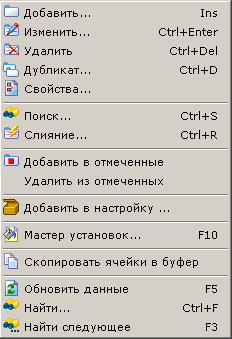 Добавить... Ins
Изменить... Ctrl+Enter
Удалить Ctrl+Del
Дубликат... Ctrl+D
Свойства...
Поиск... Ctrl+S
Слияние... Ctrl+R
Добавить в отмеченные
Удалить из отмеченных
Добавить в настройку ...
Мастер установок... F10
Скопировать ячейки в буфер
Обновить данные F5
Найти... Ctrl+F
Найти следующее F3